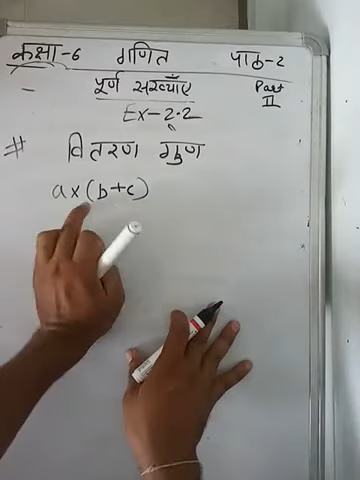 कक्षा-6 गणित पाठ-2
पूर्ण संख्याएँ Part II
Ex-2.2
# वितरण गुण
a×(b+c)